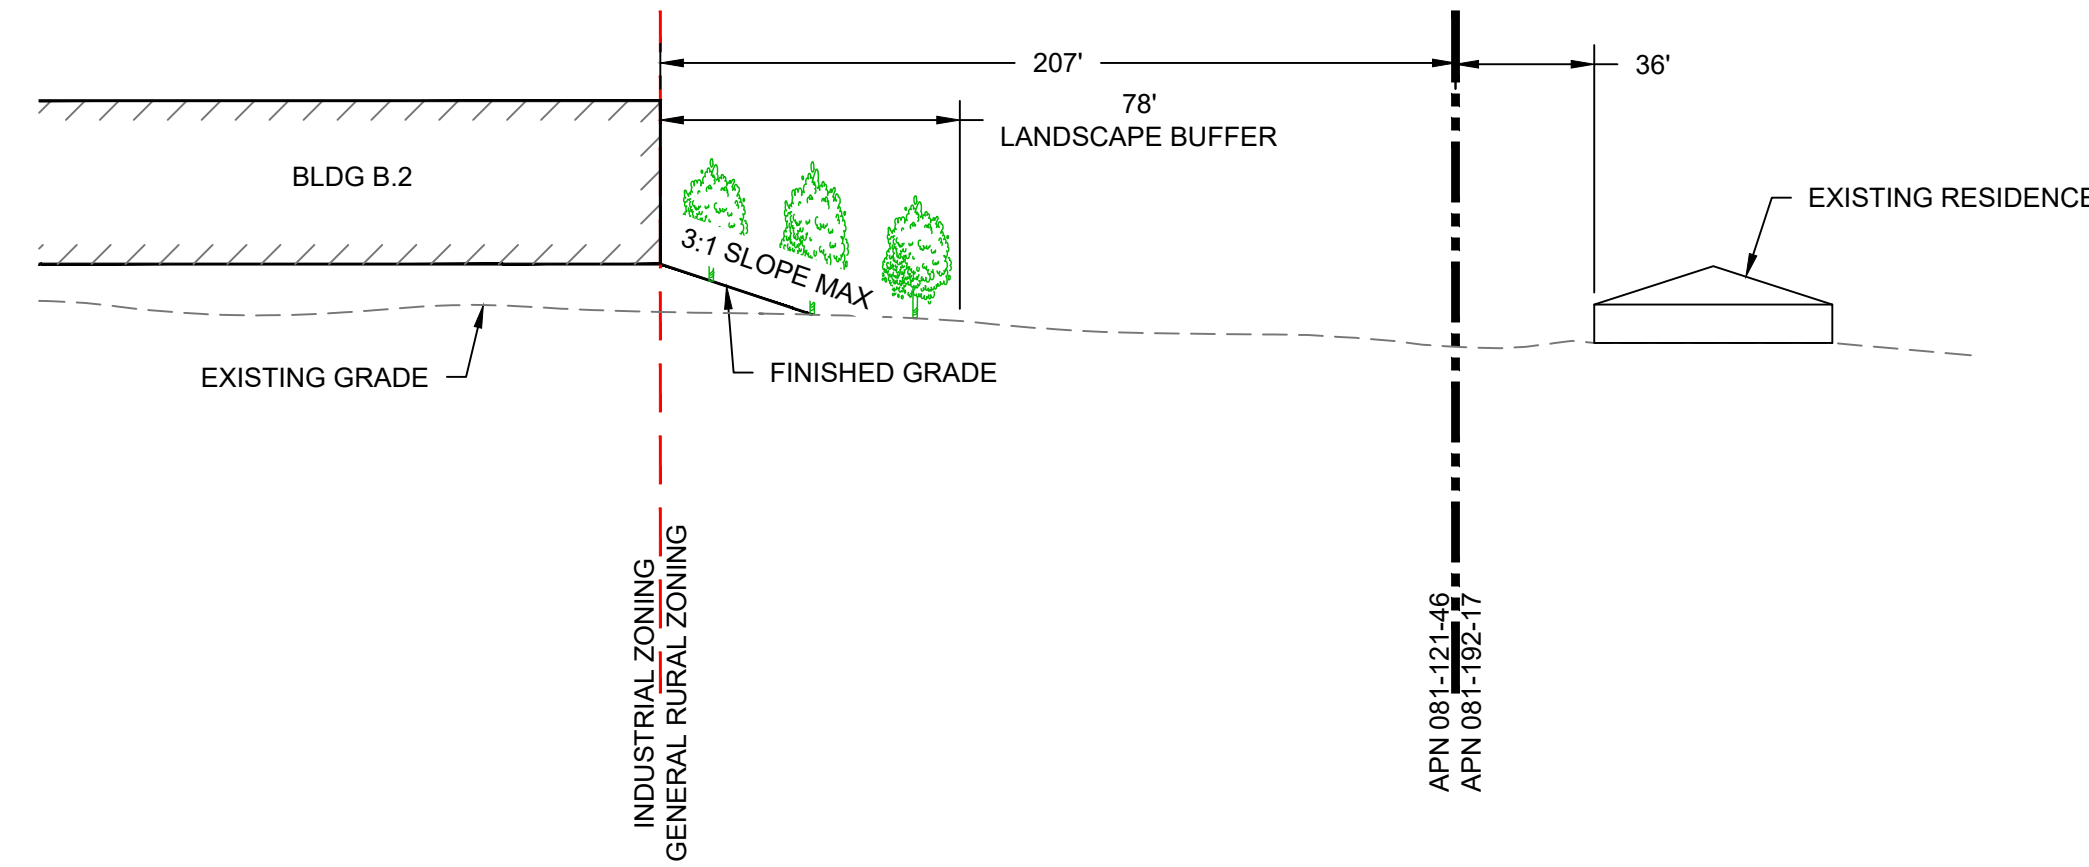 207'
36'
78'
LANDSCAPE BUFFER
BLDG B.2
EXISTING RESIDENCE
3:1 SLOPE MAX
EXISTING GRADE
FINISHED GRADE
INDUSTRIAL ZONING
GENERAL RURAL ZONING
APN 081-121-46
APN 081-192-17